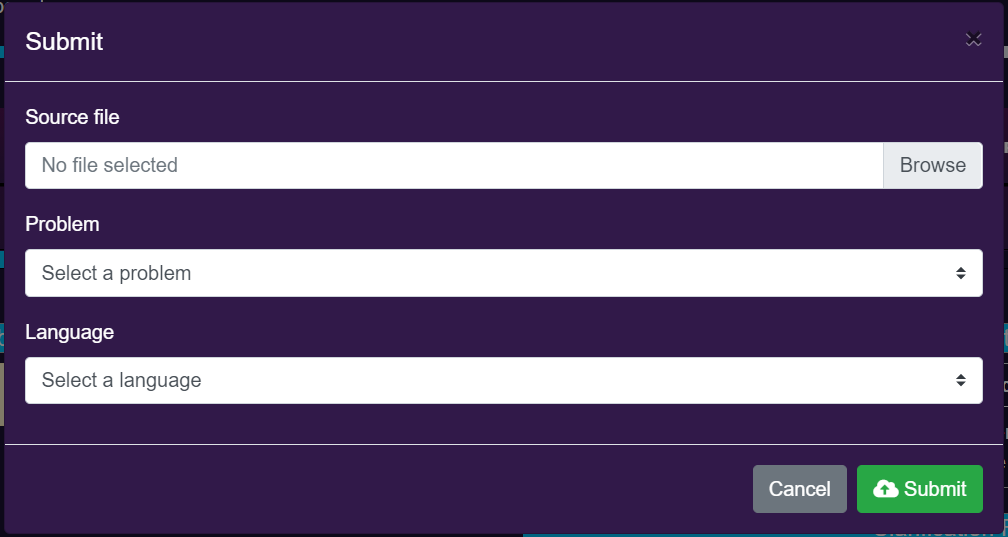 Submit
×
Source file
No file selected
Browse
Problem
Select a problem
Language
Select a language
Cancel
Submit